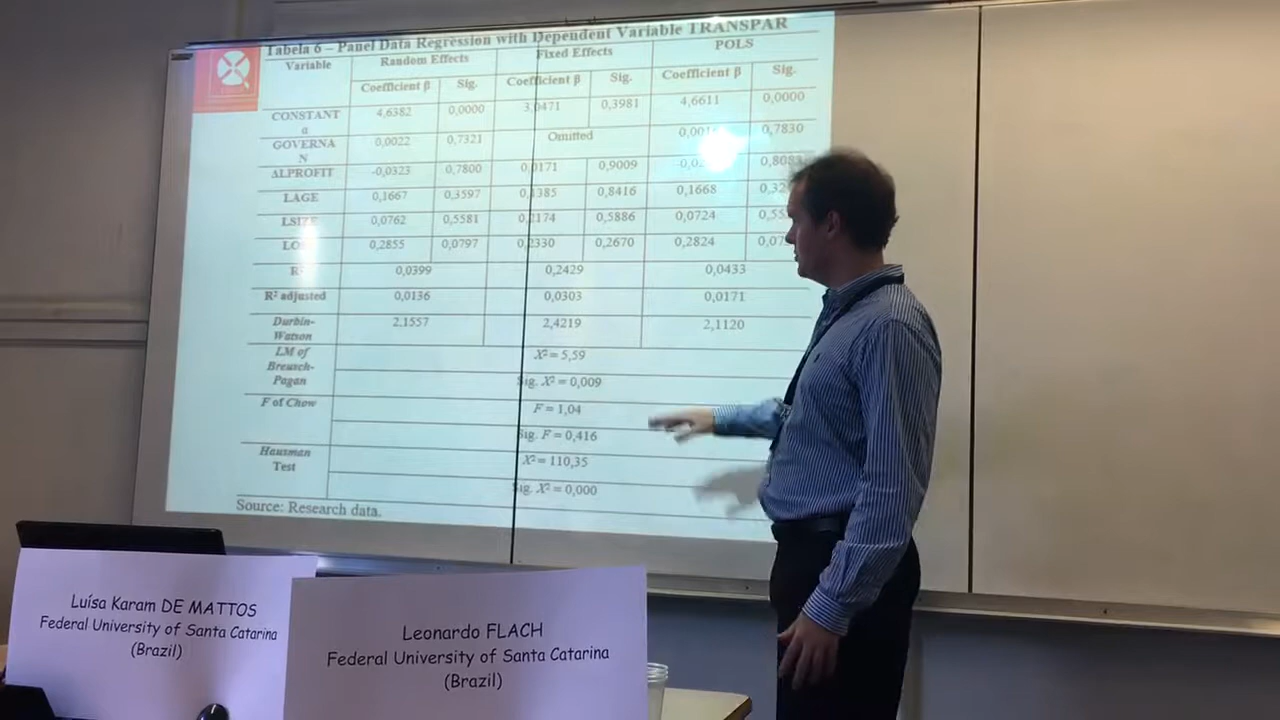 Tabela 6 – Panel Data Regression with Dependent Variable TRANSPAR
Variable Random Effects Fixed Effects POLS
Coefficient β Sig. Coefficient β Sig. Coefficient β Sig.
CONSTANT 4,6382 0,0000 3,0471 0,3981 4,6611 0,0000
a
GOVERNA 0,0022 0,7321 Omitted 0,7830
N
ΔLPROFIT -0,0323 0,7800 0,0171 0,9009
LAGE 0,1667 0,3597 0,1385 0,8416 0,1668
LSIZE 0,0762 0,5581 0,2174 0,5886 0,0724
0,2855 0,0797 0,2330 0,2670 0,2824
R² 0,0399 0,2429 0,0433
R² adjusted 0,0136 0,0303 0,0171
Durbin- 2,1557 2,4219 2,1120
Watson
LM of X² = 5,59
Breusch-
Pagan Sig. X² = 0,009
F of Chow F = 1,04
Sig. F = 0,416
Hausman X² = 110,35
Test
Sig. X² = 0,000
Source: Research data.
Luísa Karam DE MATTOS
Federal University of Santa Catarina
(Brazil)
Leonardo FLACH
Federal University of Santa Catarina
(Brazil)